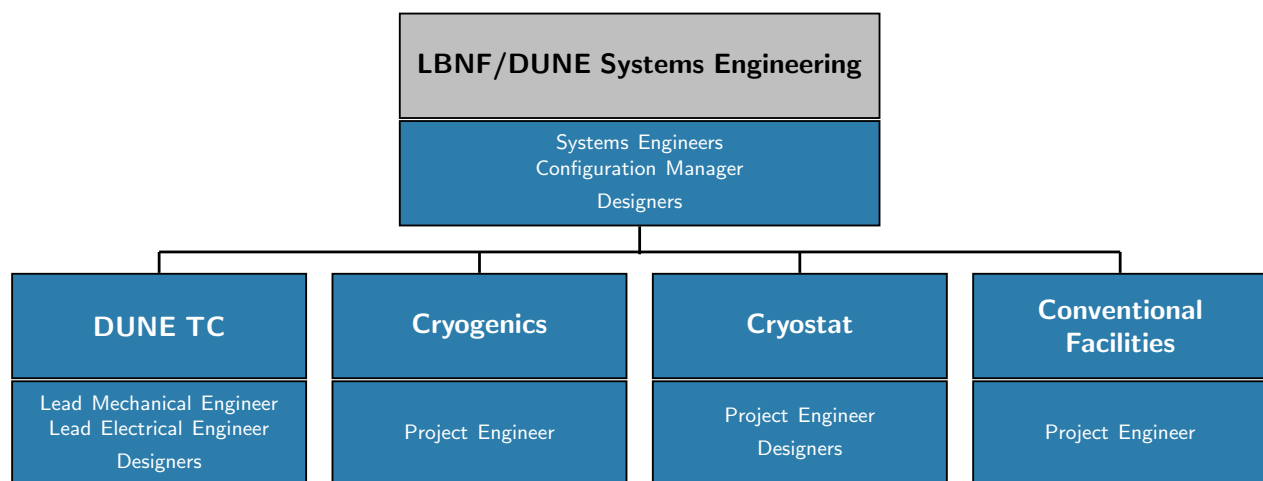 LBNF/DUNE Systems Engineering
Systems Engineers
Configuration Manager
Designers
DUNE TC
Lead Mechanical Engineer
Lead Electrical Engineer
Designers
Cryogenics
Project Engineer
Cryostat
Project Engineer
Designers
Conventional
Facilities
Project Engineer